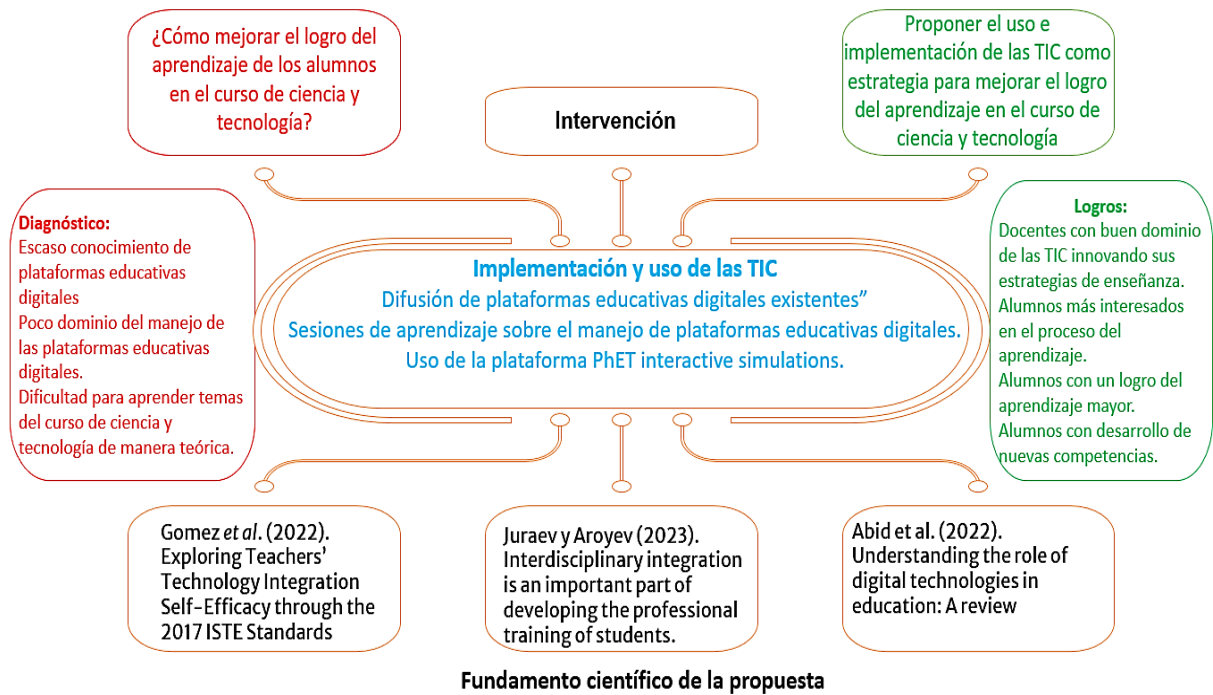 ¿Cómo mejorar el logro del
aprendizaje de los alumnos
en el curso de ciencia y
tecnología?
Intervención
Proponer el uso e
implementación de las TIC como
estrategia para mejorar el logro
del aprendizaje en el curso de
ciencia y tecnología
Diagnóstico:
Escaso conocimiento de
plataformas educativas
digitales
Poco dominio del manejo de
las plataformas educativas
digitales.
Dificultad para aprender temas
del curso de ciencia y
tecnología de manera teórica.
Implementación y uso de las TIC
Difusión de plataformas educativas digitales existentes”
Sesiones de aprendizaje sobre el manejo de plataformas educativas digitales.
Uso de la plataforma PhET interactive simulations.
Logros:
Docentes con buen dominio
de las TIC innovando sus
estrategias de enseñanza.
Alumnos más interesados
en el proceso del
aprendizaje.
Alumnos con un logro del
aprendizaje mayor.
Alumnos con desarrollo de
nuevas competencias.
Gomez et al. (2022).
Exploring Teachers’
Technology Integration
Self-Efficacy through the
2017 ISTE Standards
Juraev y Aroyev (2023).
Interdisciplinary integration
is an important part of
developing the professional
training of students.
Abid et al. (2022).
Understanding the role of
digital technologies in
education: A review
Fundamento científico de la propuesta